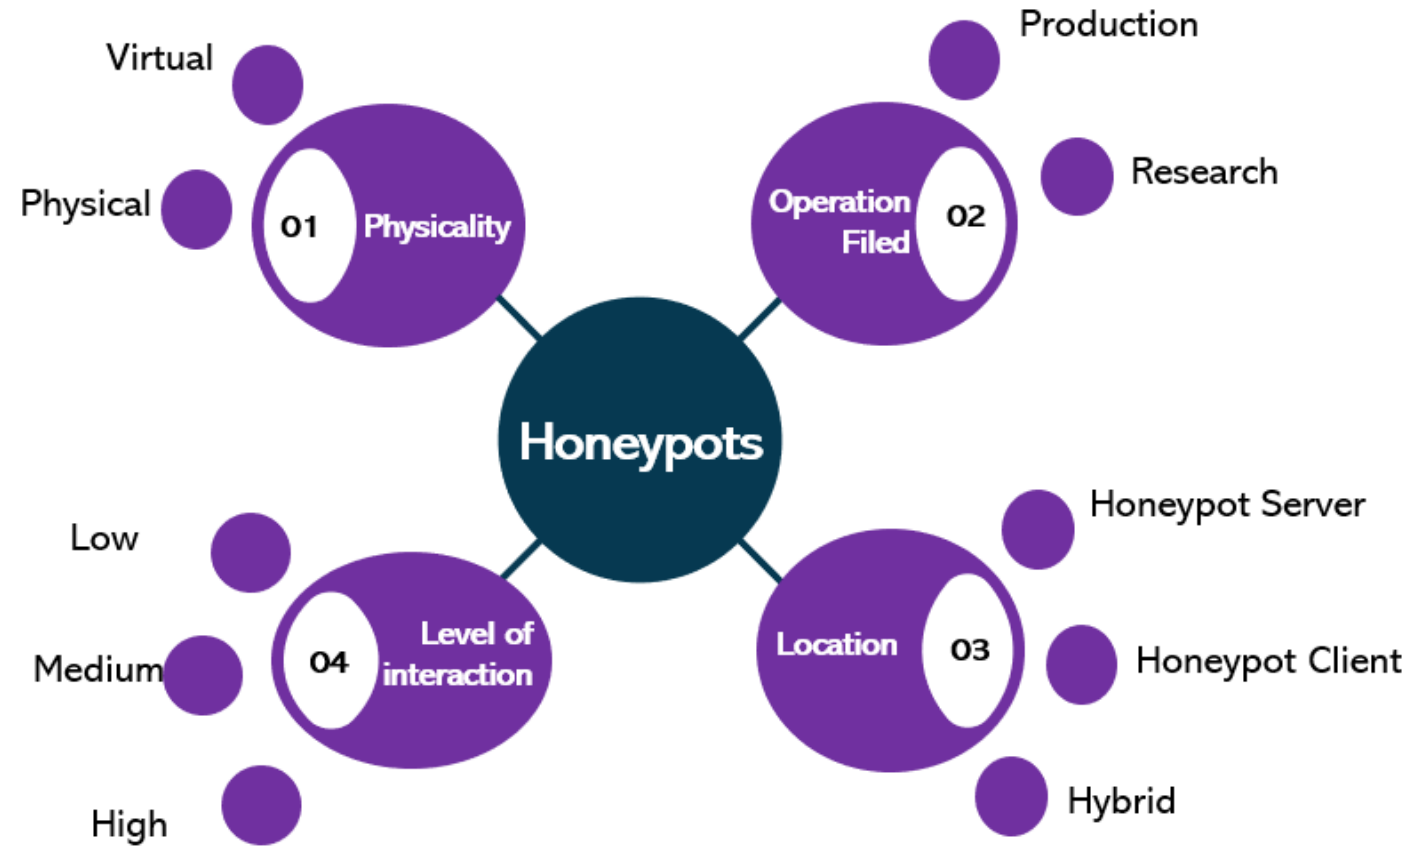 Virtual
Physical
01
Physicality
Production
Research
Operation
Filed
02
Honeypots
Low
Medium
High
04
Level of
interaction
Location
03
Honeypot Server
Honeypot Client
Hybrid